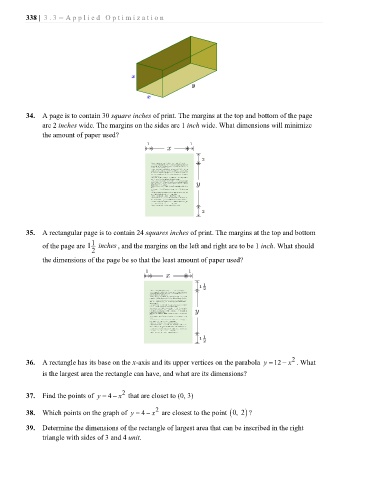 338 | 3.3 – Applied Optimization
x
y
x
34. A page is to contain 30 square inches of print. The margins at the top and bottom of the page
are 2 inches wide. The margins on the sides are 1 inch wide. What dimensions will minimize
the amount of paper used?
1 x 1
2
y
2
35. A rectangular page is to contain 24 squares inches of print. The margins at the top and bottom
of the page are 1 1/2 inches, and the margins on the left and right are to be 1 inch. What should
the dimensions of the page be so that the least amount of paper used?
1 x 1
1 1/2
y
1 1/2
36. A rectangle has its base on the x-axis and its upper vertices on the parabola y = 12 – x². What
is the largest area the rectangle can have, and what are its dimensions?
37. Find the points of y = 4 – x² that are closet to (0, 3)
38. Which points on the graph of y = 4 – x² are closest to the point (0, 2)?
39. Determine the dimensions of the rectangle of largest area that can be inscribed in the right
triangle with sides of 3 and 4 unit.